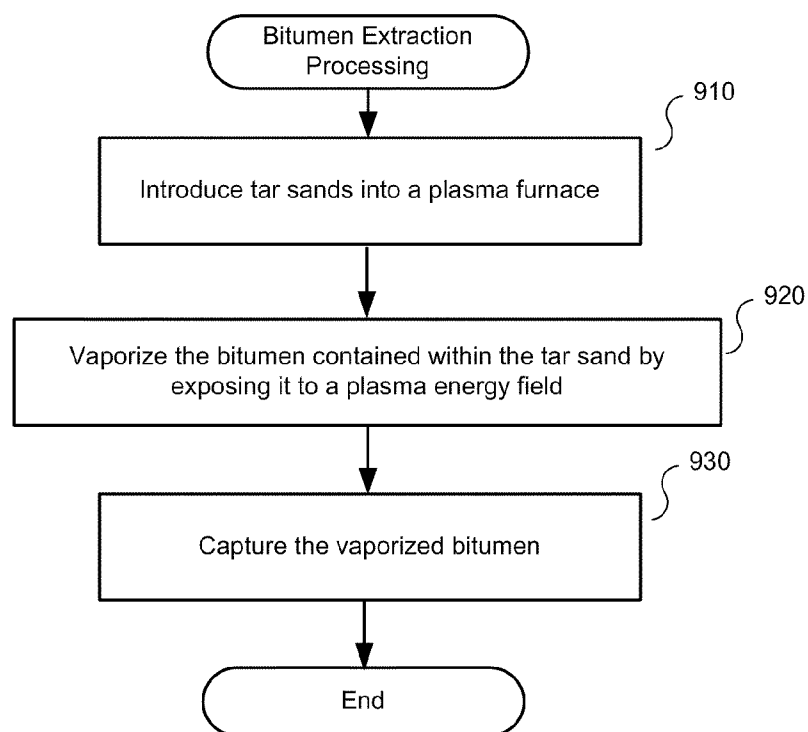 Bitumen Extraction
Processing
910
Introduce tar sands into a plasma furnace
920
Vaporize the bitumen contained within the tar sand by
exposing it to a plasma energy field
930
Capture the vaporized bitumen
End